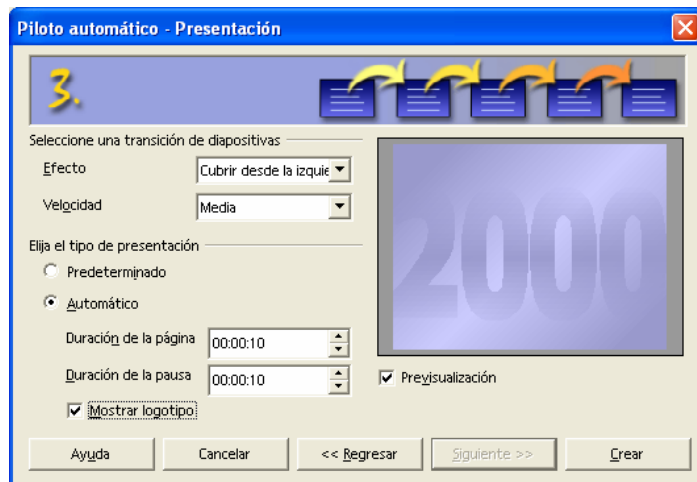 Piloto automático - Presentación
3.
Seleccione una transición de diapositivas
Efecto
Cubrir desde la izquie
Velocidad
Media
2000
Elija el tipo de presentación
Predeterminado
Automático
Duración de la página
00:00:10
Duración de la pausa
00:00:10
Mostrar logotipo
Previsualización
Ayuda
Cancelar
<< Regresar
Siguiente >>
Crear